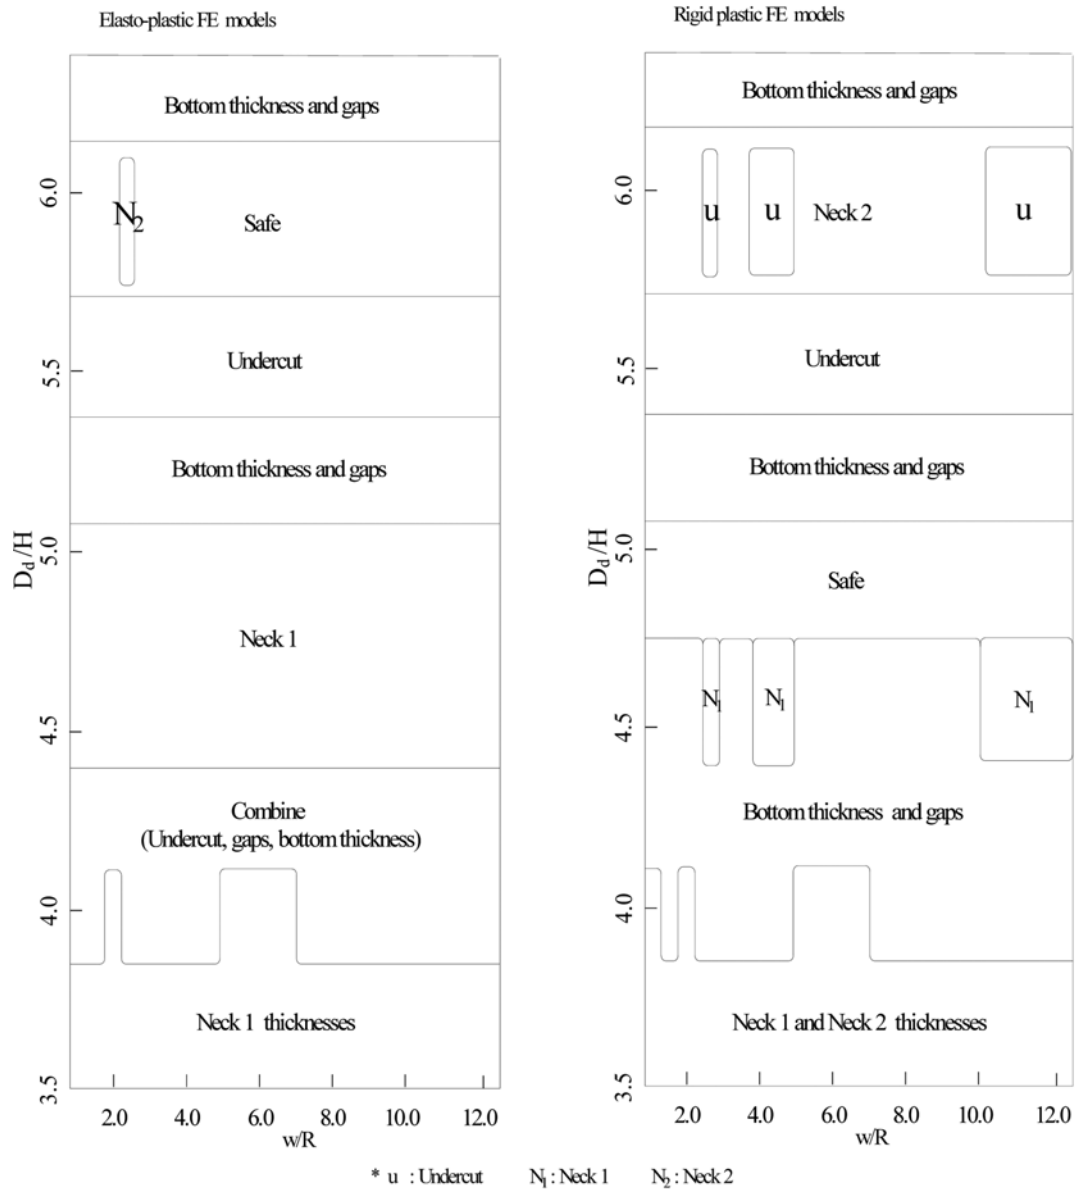 Elasto-plastic FE models
Bottom thickness and gaps
N2
Safe
Undercut
Bottom thickness and gaps
Neck 1
Combine
(Undercut, gaps, bottom thickness)
Neck 1 thicknesses
Dd/H
6.0
5.5
5.0
4.5
4.0
3.5
2.0 4.0 6.0 8.0 10.0 12.0
w/R
Rigid plastic FE models
Bottom thickness and gaps
u u Neck 2 u
Undercut
Bottom thickness and gaps
Safe
N1 N1 N1
Bottom thickness and gaps
Neck 1 and Neck 2 thicknesses
Dd/H
6.0
5.5
5.0
4.5
4.0
3.5
2.0 4.0 6.0 8.0 10.0 12.0
w/R
* u : Undercut N1 : Neck 1 N2 : Neck 2